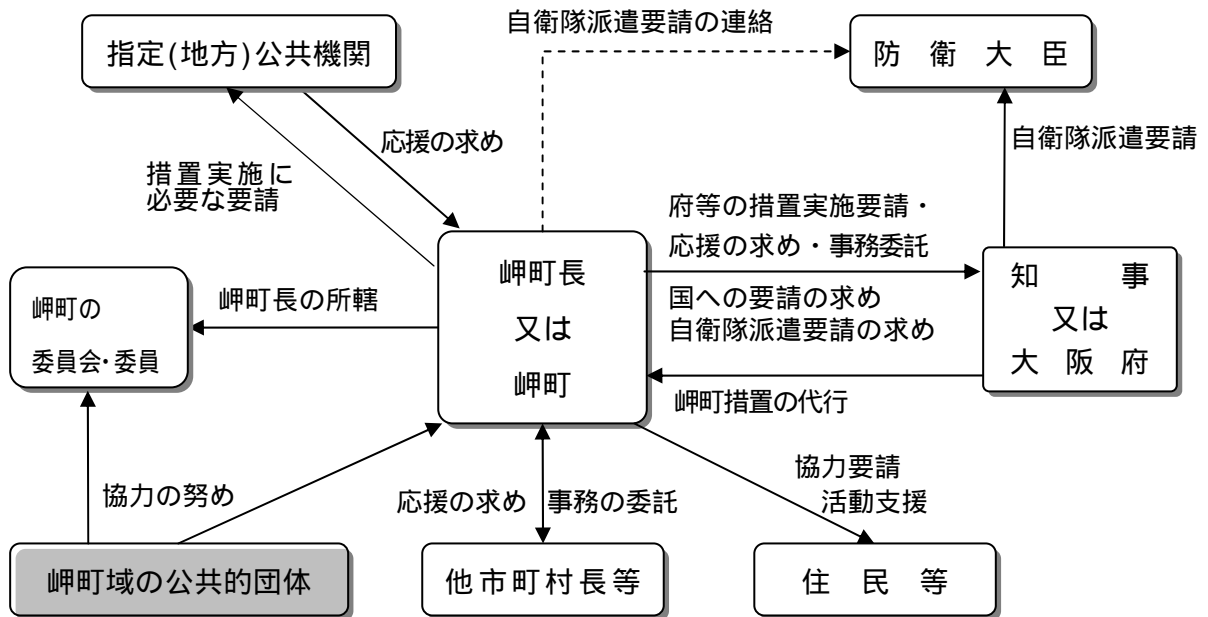 自衛隊派遣要請の連絡
指定(地方)公共機関
防衛大臣
応援の求め
自衛隊派遣要請
措置実施に
必要な要請
府等の措置実施要請・
応援の求め・事務委託
岬町長
又は
岬町
国への要請の求め
自衛隊派遣要請の求め
知事
又は
大阪府
岬町の
委員会・委員
岬町長の所轄
岬町措置の代行
協力の努め
応援の求め
事務の委託
協力要請
活動支援
岬町域の公共的団体
他市町村長等
住民等